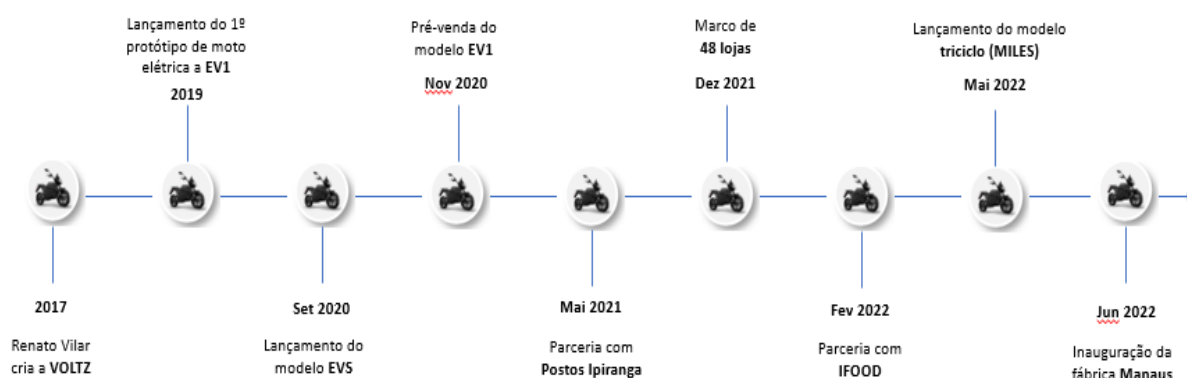 Lançamento do 1º
protótipo de moto
elétrica a EV1
2019
Pré-venda do
modelo EV1
Nov 2020
Marco de
48 lojas
Dez 2021
Lançamento do modelo
triciclo (MILES)
Mai 2022
2017
Renato Vilar
cria a VOLTZ
Set 2020
Lançamento do
modelo EVS
Mai 2021
Parceria com
Postos Ipiranga
Fev 2022
Parceria com
IFOOD
Jun 2022
Inauguração da
fábrica Manaus